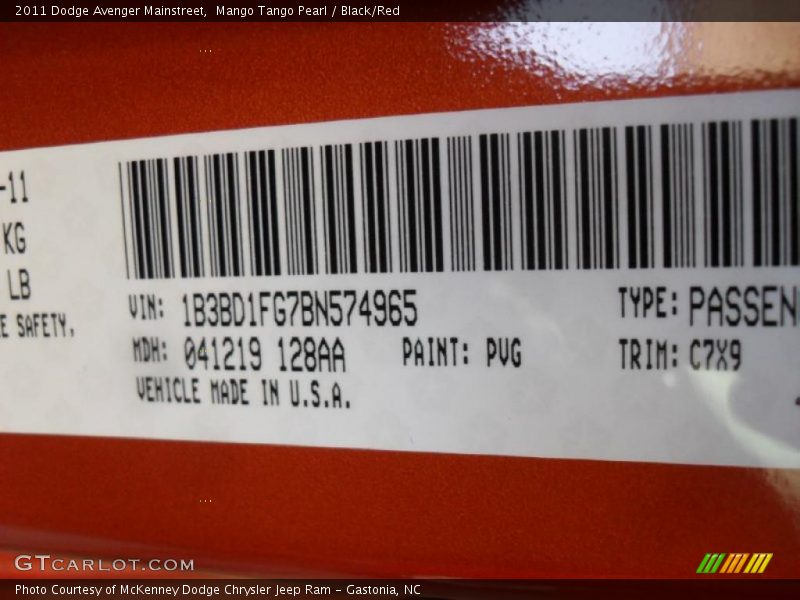 2011 Dodge Avenger Mainstreet, Mango Tango Pearl / Black/Red
-11
KG
LB
E SAFETY,
VIN: 1B3BD1FG7BN574965 TYPE: PASSEN
MDH: 041219 128AA PAINT: PVG TRIM: C7X9
VEHICLE MADE IN U.S.A.
GTCARLOT.COM
Photo Courtesy of McKenney Dodge Chrysler Jeep Ram - Gastonia, NC